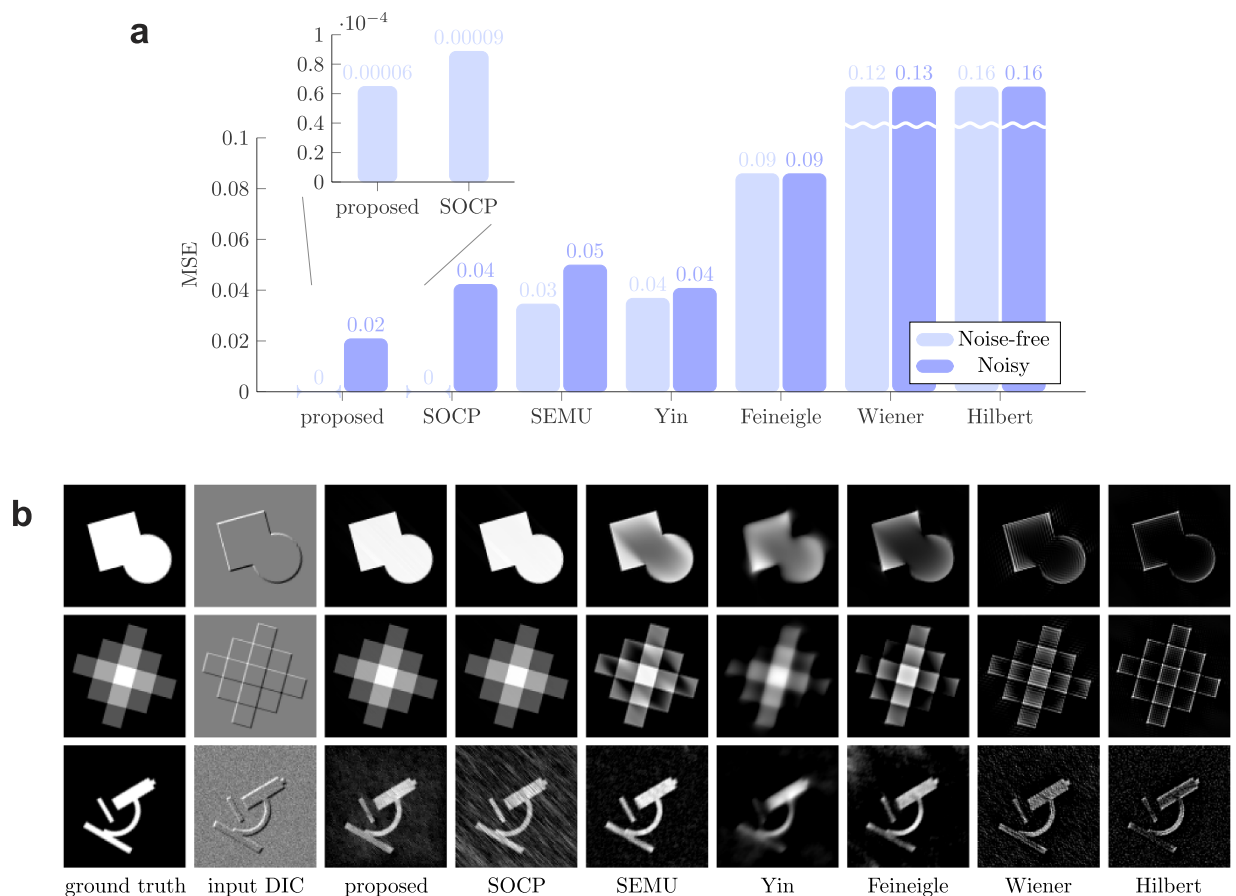 a
·10⁻⁴
1
0.8
0.6
0.4
0.2
0
0.00006
0.00009
proposed SOCP
MSE
0.1
0.08
0.06
0.04
0.02
0
0 0.02 0 0.04 0.03 0.05 0.04 0.04 0.09 0.09 0.12 0.13 0.16 0.16
Noise-free
Noisy
proposed SOCP SEMU Yin Feineigle Wiener Hilbert
b
ground truth input DIC proposed SOCP SEMU Yin Feineigle Wiener Hilbert